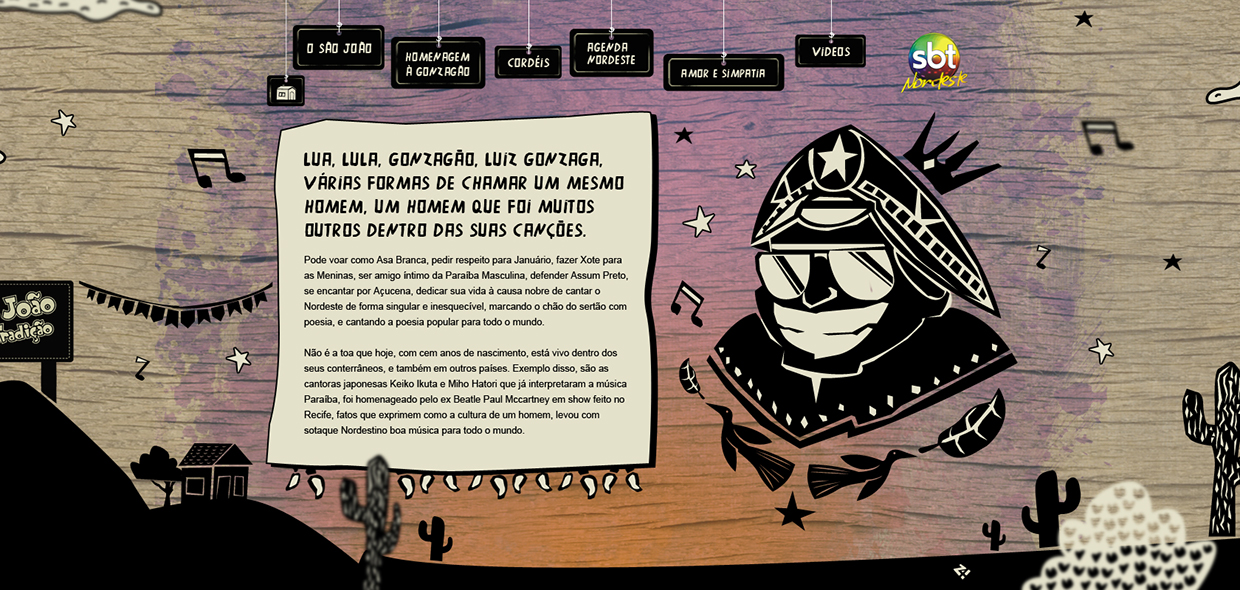 O SÃO JOÃO
HOMENAGEM
À GONZAGÃO
CORDÉIS
AGENDA
NORDESTE
AMOR E SIMPATIA
VÍDEOS
sbt
Nordeste
LUA, LULA, GONZAGÃO, LUIZ GONZAGA,
VÁRIAS FORMAS DE CHAMAR UM MESMO
HOMEM, UM HOMEM QUE FOI MUITOS
OUTROS DENTRO DAS SUAS CANÇÕES.
Pode voar como Asa Branca, pedir respeito para Januário, fazer Xote para
as Meninas, ser amigo íntimo da Paraíba Masculina, defender Assum Preto,
se encantar por Açucena, dedicar sua vida à causa nobre de cantar o
Nordeste de forma singular e inesquecível, marcando o chão do sertão com
poesia, e cantando a poesia popular para todo o mundo.
Não é a toa que hoje, com cem anos de nascimento, está vivo dentro dos
seus conterrâneos, e também em outros países. Exemplo disso, são as
cantoras japonesas Keiko Ikuta e Miho Hatori que já interpretaram a música
Paraíba, foi homenageado pelo ex Beatle Paul Mccartney em show feito no
Recife, fatos que exprimem como a cultura de um homem, levou com
sotaque Nordestino boa música para todo o mundo.
João
radição